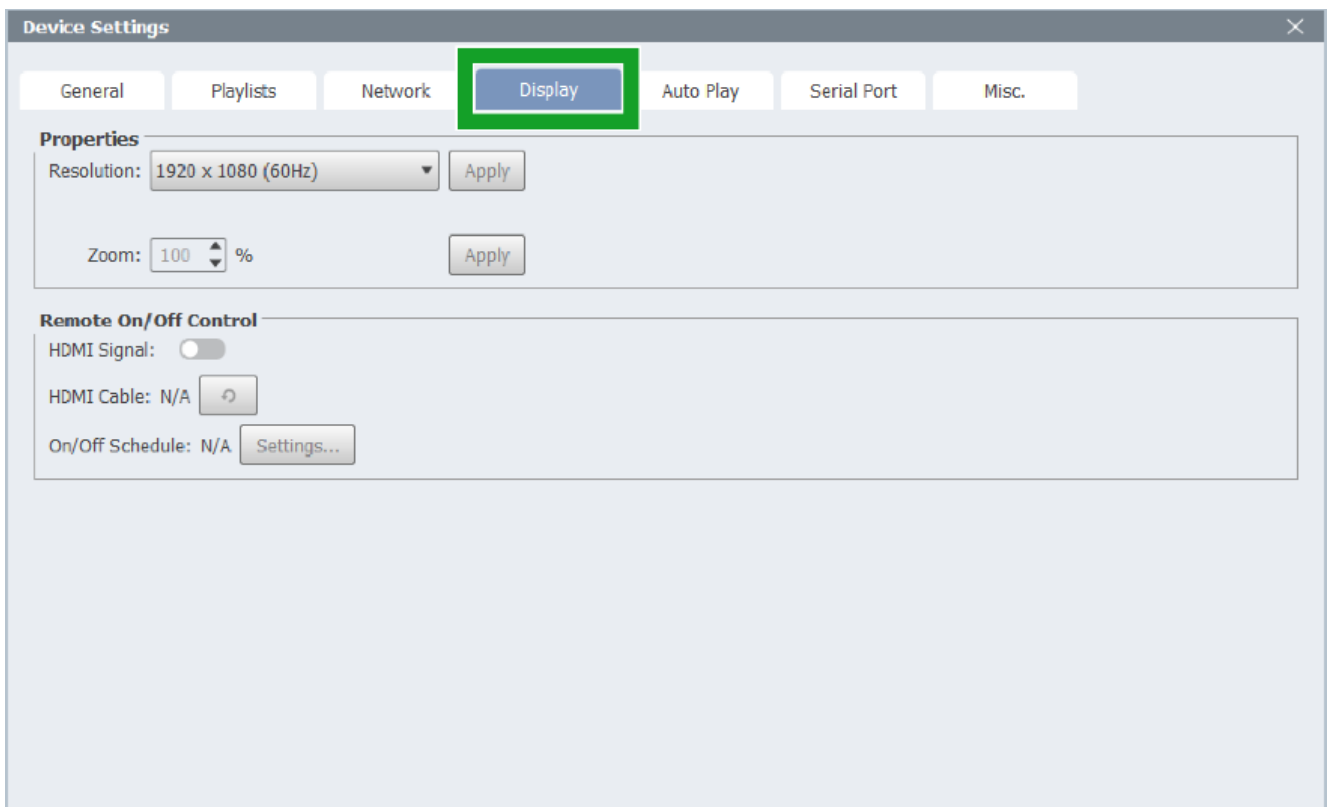 Device Settings
General Playlists Network Display Auto Play Serial Port Misc.
Properties
Resolution: 1920 x 1080 (60Hz) Apply
Zoom: 100 % Apply
Remote On/Off Control
HDMI Signal:
HDMI Cable: N/A
On/Off Schedule: N/A Settings...